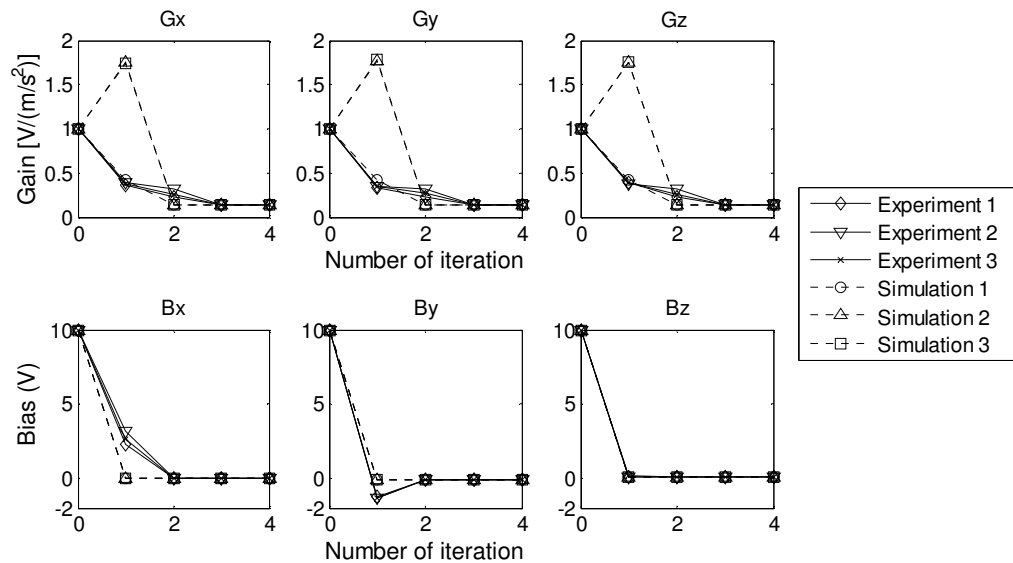 Gx
Gy
Gz
Gain [V/(m/s²)]
2
1.5
1
0.5
0
0
2
4
2
1.5
1
0.5
0
0
2
4
2
1.5
1
0.5
0
0
2
4
Number of iteration
Experiment 1
Experiment 2
Experiment 3
Simulation 1
Simulation 2
Simulation 3
Bx
By
Bz
Bias (V)
10
5
0
-2
0
2
4
10
5
0
-2
0
2
4
10
5
0
-2
0
2
4
Number of iteration